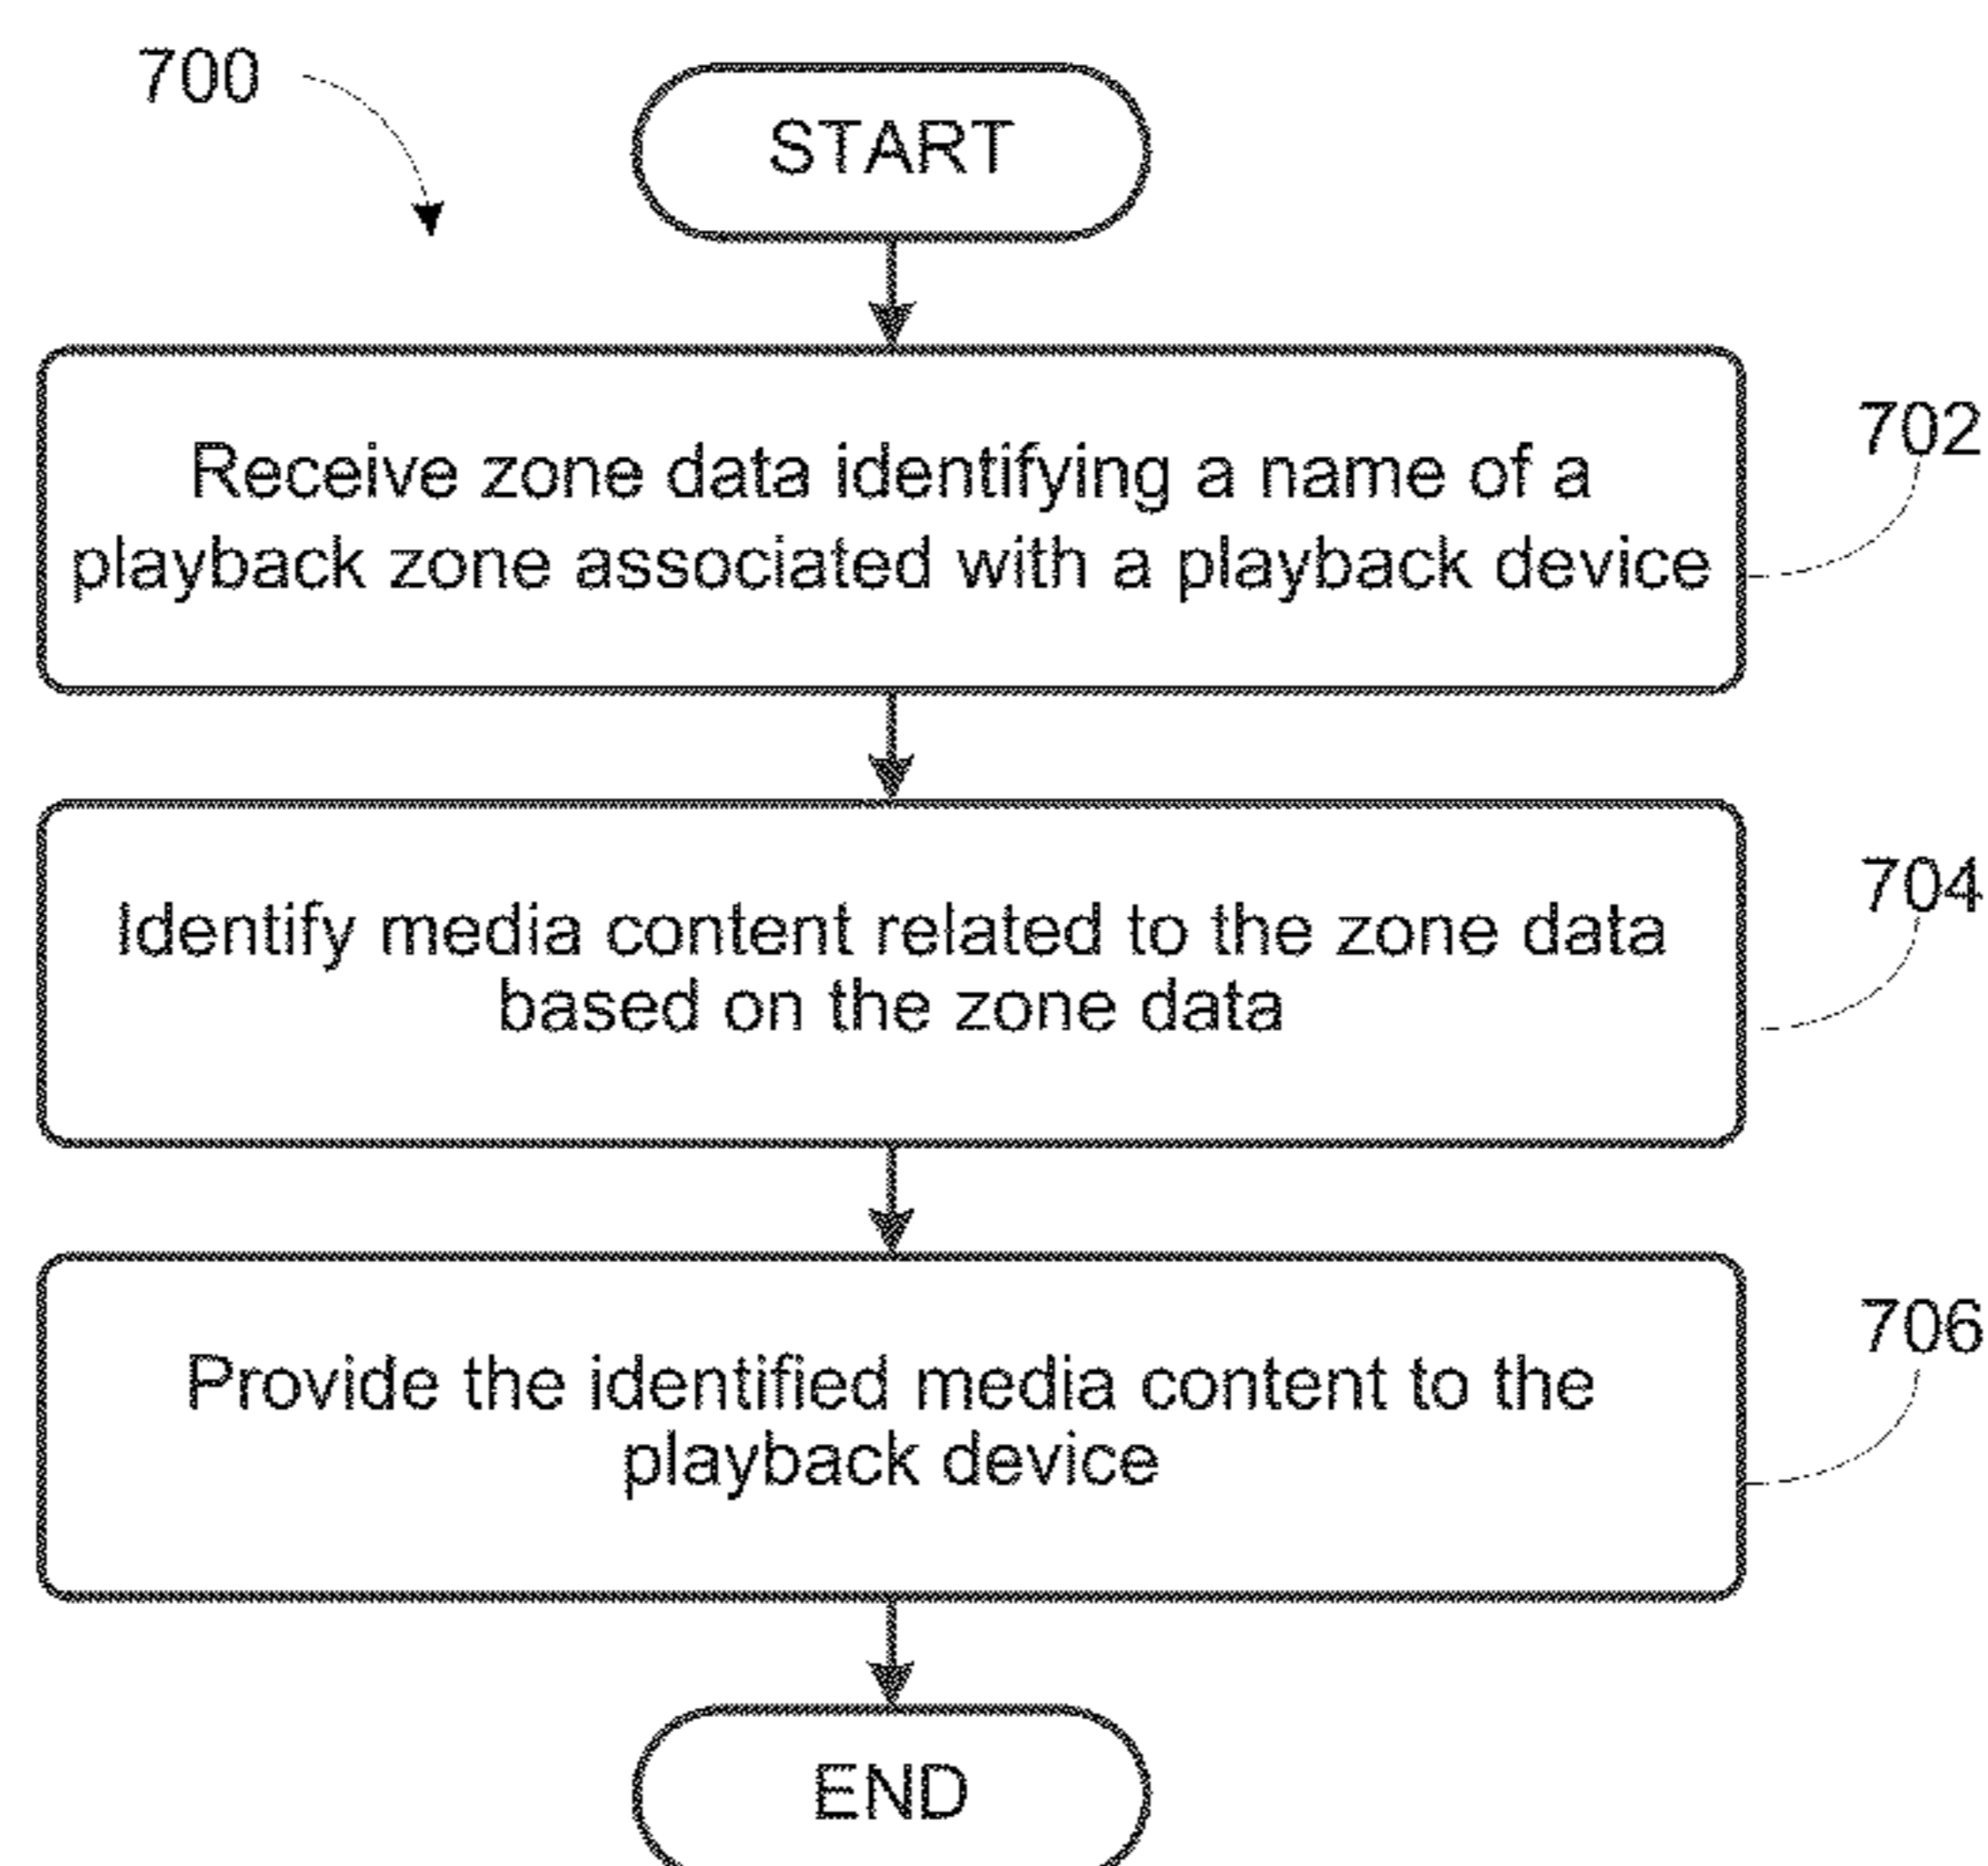 700
START
Receive zone data identifying a name of a
playback zone associated with a playback device
702
Identify media content related to the zone data
based on the zone data
704
Provide the identified media content to the
playback device
706
END